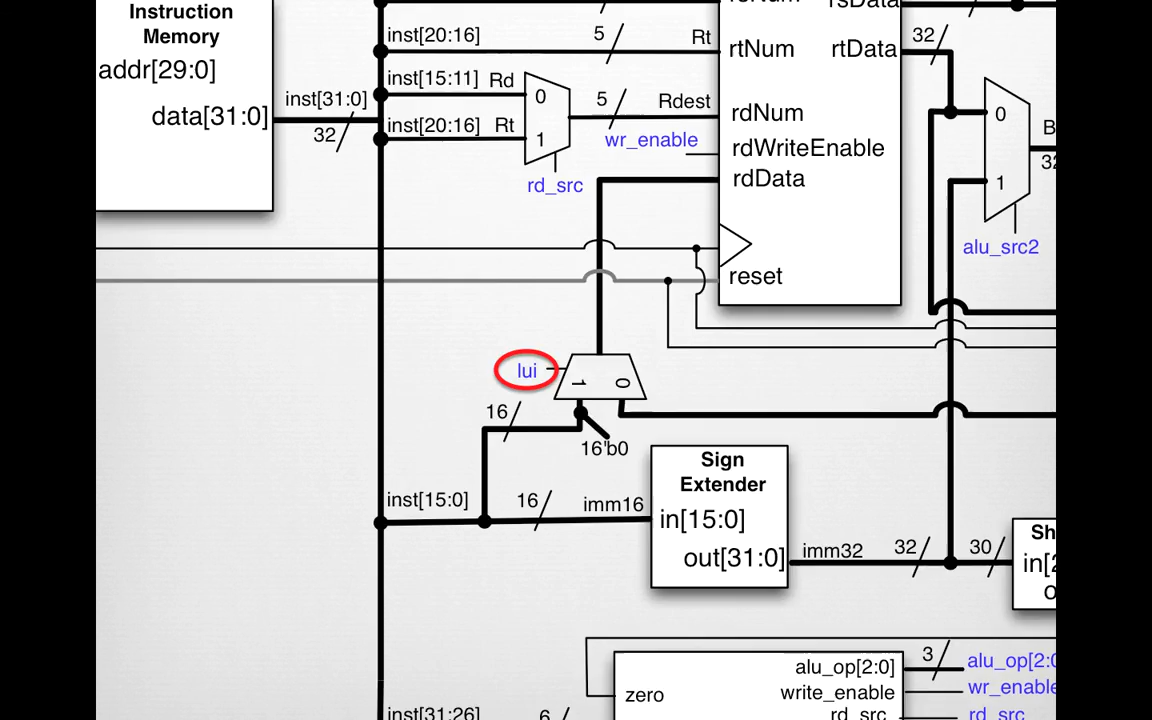 Instruction
Memory
addr[29:0]
data[31:0]
inst[31:0]
32
inst[20:16]
5
Rt
rtNum
rtData
32
inst[15:11]
Rd
0
5
Rdest
rdNum
inst[20:16]
Rt
1
wr_enable
rdWriteEnable
rdData
rd_src
0
B
1
alu_src2
reset
lui
1
0
16
16'b0
Sign
Extender
inst[15:0]
16
imm16
in[15:0]
out[31:0]
imm32
32
30
zero
alu_op[2:0]
3
write_enable
wr_enable
rd_src
rd_src
inst[31:26]
6